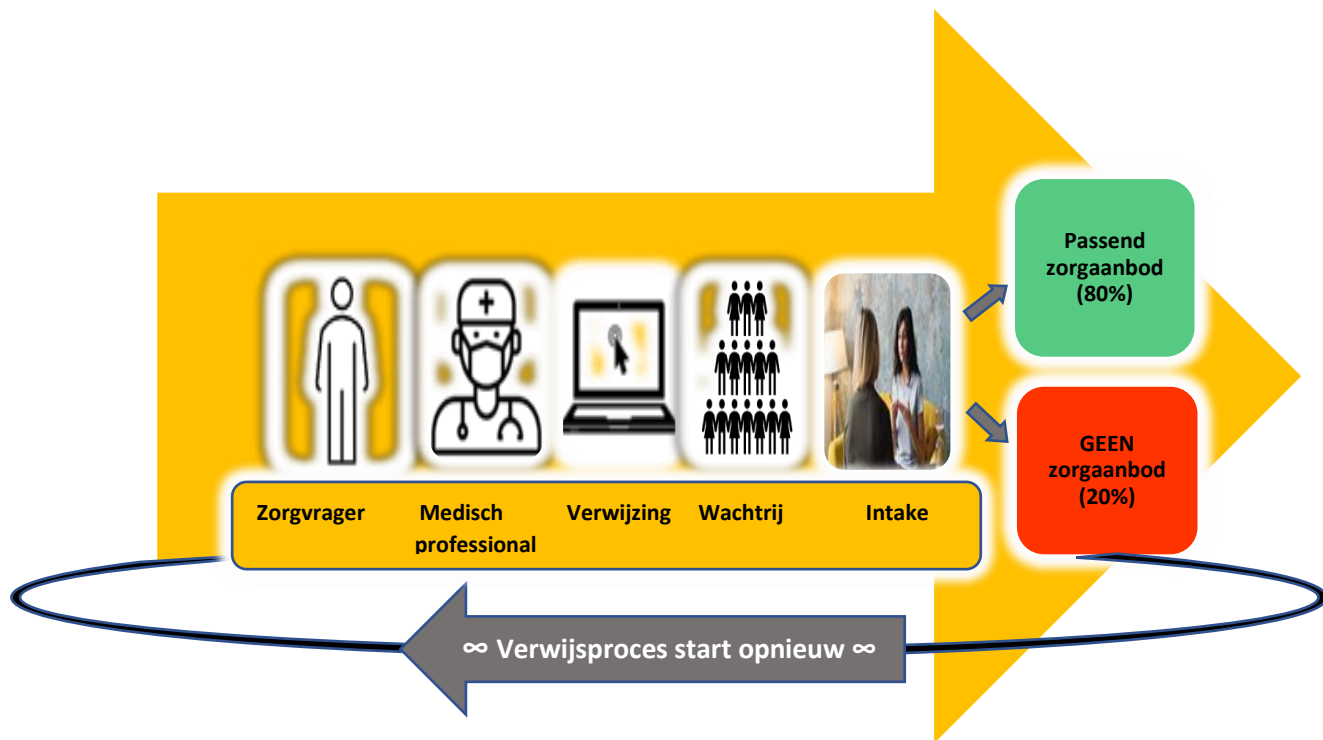 Passend
zorgaanbod
(80%)
GEEN
zorgaanbod
(20%)
Zorgvrager
Medisch
professional
Verwijzing
Wachtrij
Intake
∞ Verwijsproces start opnieuw ∞